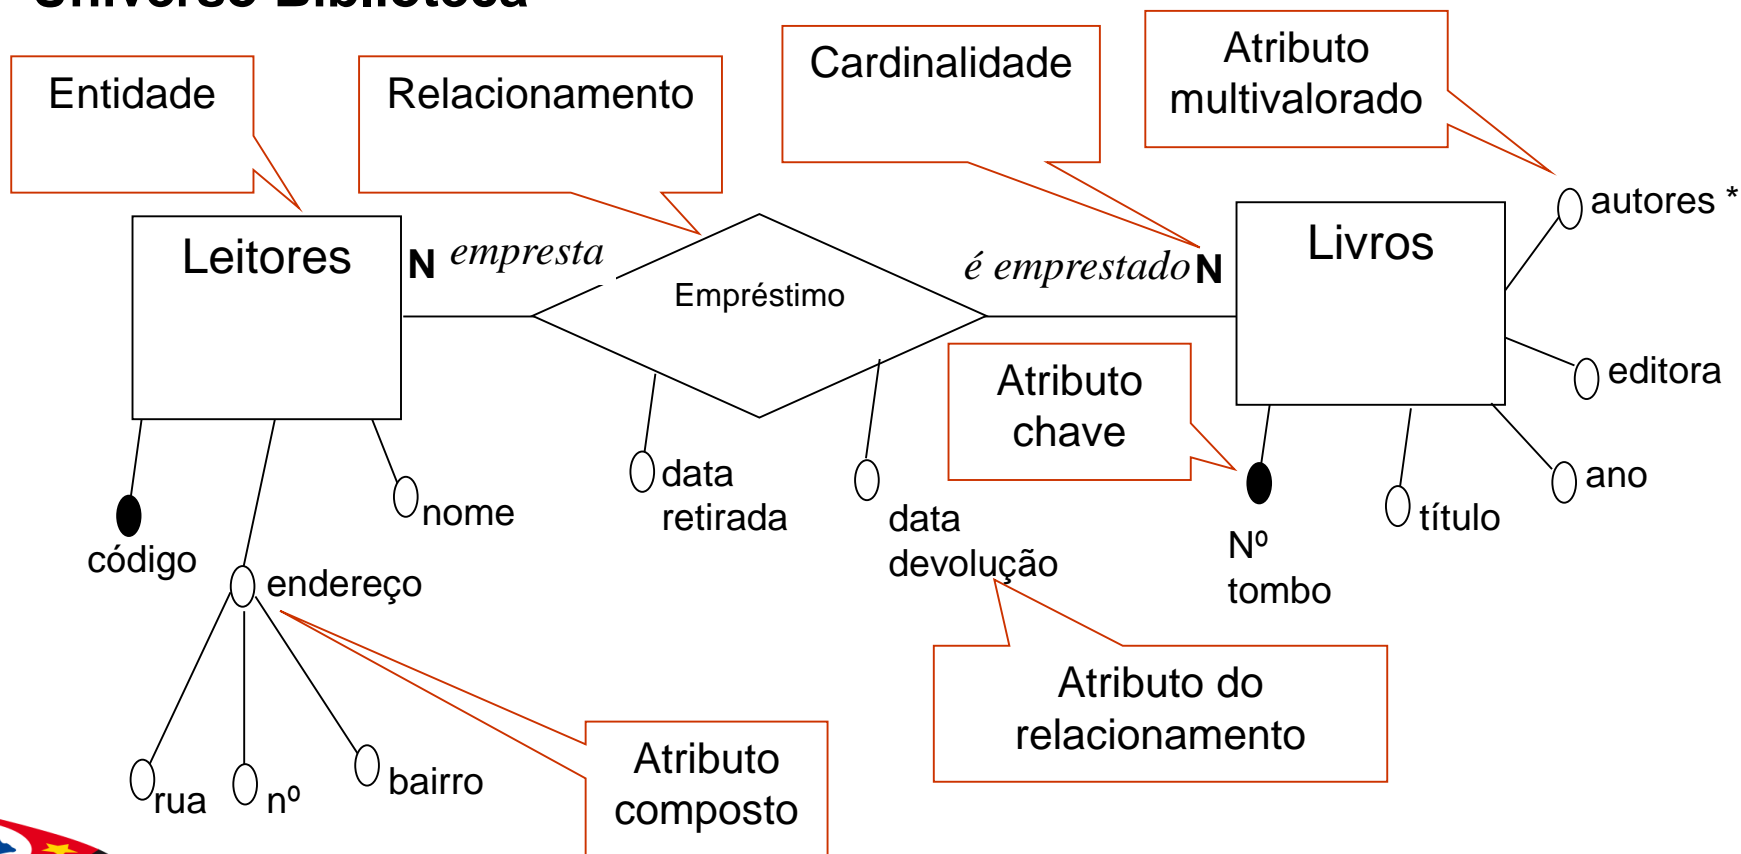 Universo Biblioteca
Entidade
Relacionamento
Cardinalidade
Atributo
multivalorado
autores *
Leitores
N
empresta
Empréstimo
é emprestado
N
Livros
editora
Atributo
chave
ano
data
retirada
data
devolução
Nº
tombo
título
nome
código
endereço
Atributo do
relacionamento
Atributo
composto
rua
nº
bairro